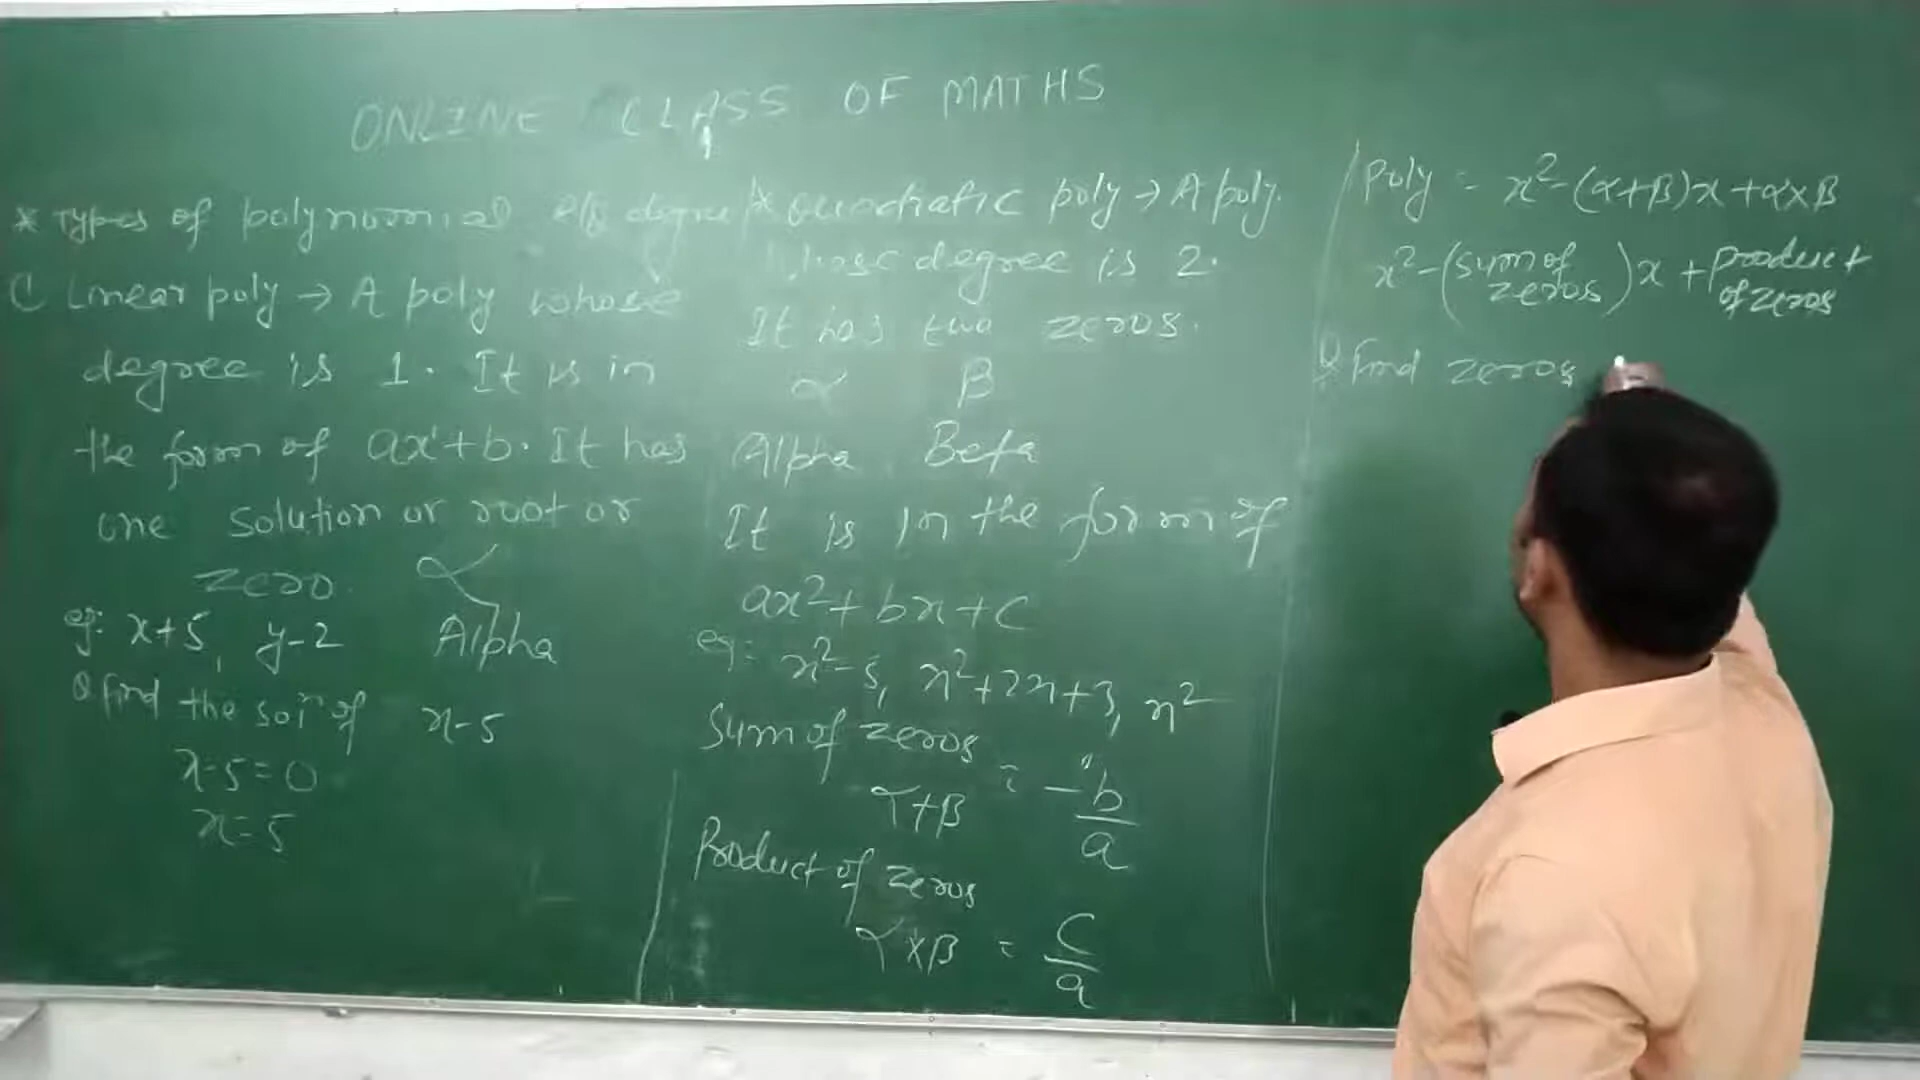 ONLINE CLASS OF MATHS
* Types of polynomial degree
Linear poly → A poly whose
degree is 1. It is in
the form of ax¹+b. It has
one solution or root or
zero. α
eg: x+5, y-2 Alpha
Q find the sol^n of x-5
x-5=0
x=5
* quadratic poly → A poly.
whose degree is 2.
It has two zeros.
α β
Alpha Beta
It is in the form of
ax²+bx+c
eg:- x²-5, x²+2x+3, x²
Sum of zeros
α+β = -b/a
Product of zeros
α×β = c/a
Poly = x²-(α+β)x+α×β
x²-(sum of zeros)x + product of zeros
Q find zeros